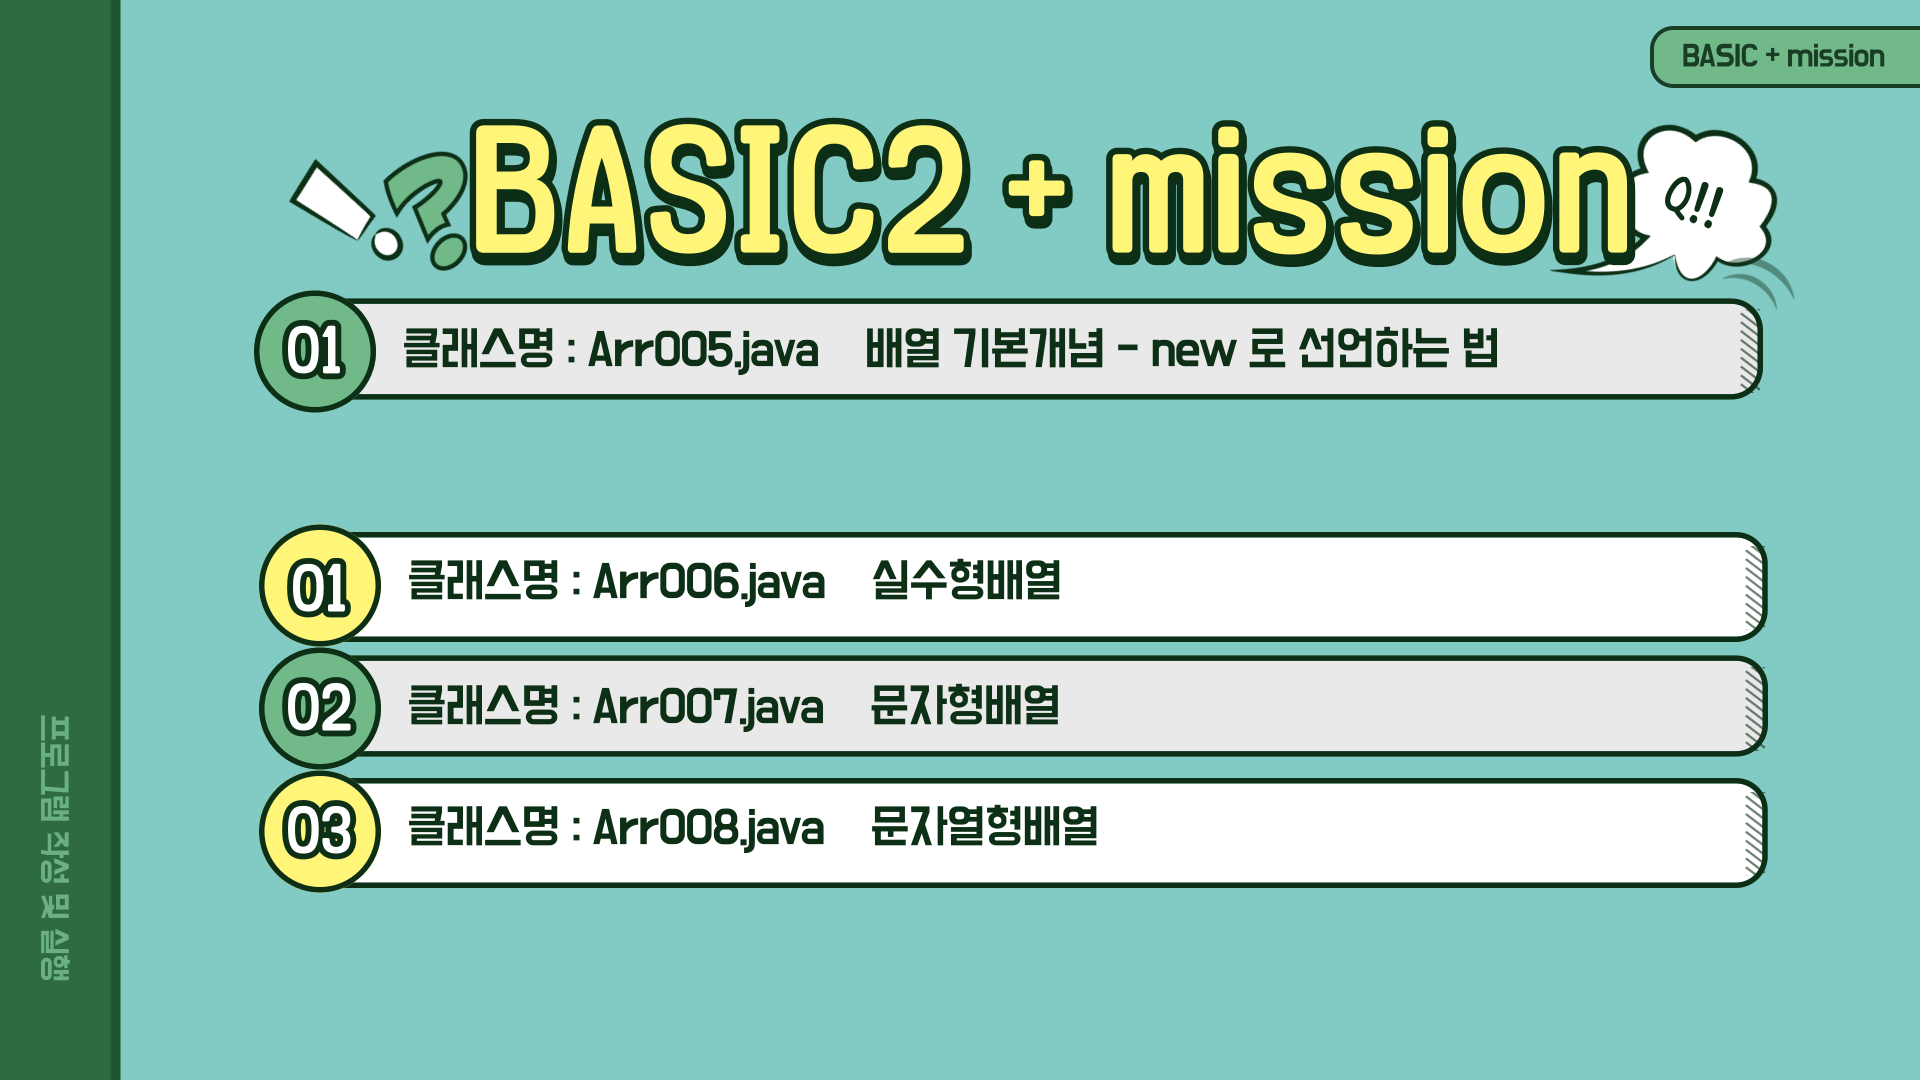 BASIC + mission
BASIC2 + mission
Q!!
!?
01 클래스명 : Arr005.java 배열 기본개념 - new 로 선언하는 법
01 클래스명 : Arr006.java 실수형배열
02 클래스명 : Arr007.java 문자형배열
03 클래스명 : Arr008.java 문자열형배열
프로그램 작성 및 실행